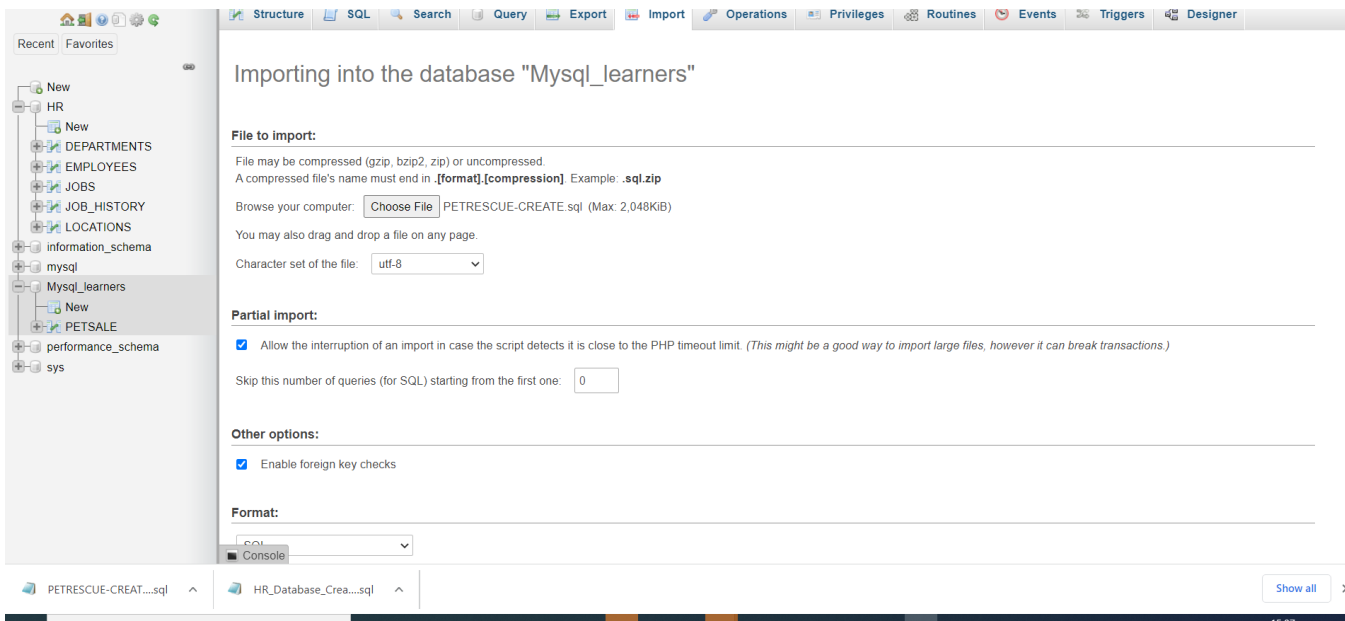 Structure SQL Search Query Export Import Operations Privileges Routines Events Triggers Designer
Recent Favorites
New
HR
New
DEPARTMENTS
EMPLOYEES
JOBS
JOB_HISTORY
LOCATIONS
information_schema
mysql
Mysql_learners
New
PETSALE
performance_schema
sys
Importing into the database "Mysql_learners"
File to import:
File may be compressed (gzip, bzip2, zip) or uncompressed.
A compressed file's name must end in .[format].[compression]. Example: .sql.zip
Browse your computer: Choose File PETRESCUE-CREATE.sql (Max: 2,048KiB)
You may also drag and drop a file on any page.
Character set of the file: utf-8
Partial import:
Allow the interruption of an import in case the script detects it is close to the PHP timeout limit. (This might be a good way to import large files, however it can break transactions.)
Skip this number of queries (for SQL) starting from the first one: 0
Other options:
Enable foreign key checks
Format:
SQL
Console
PETRESCUE-CREAT....sql HR_Database_Crea....sql Show all